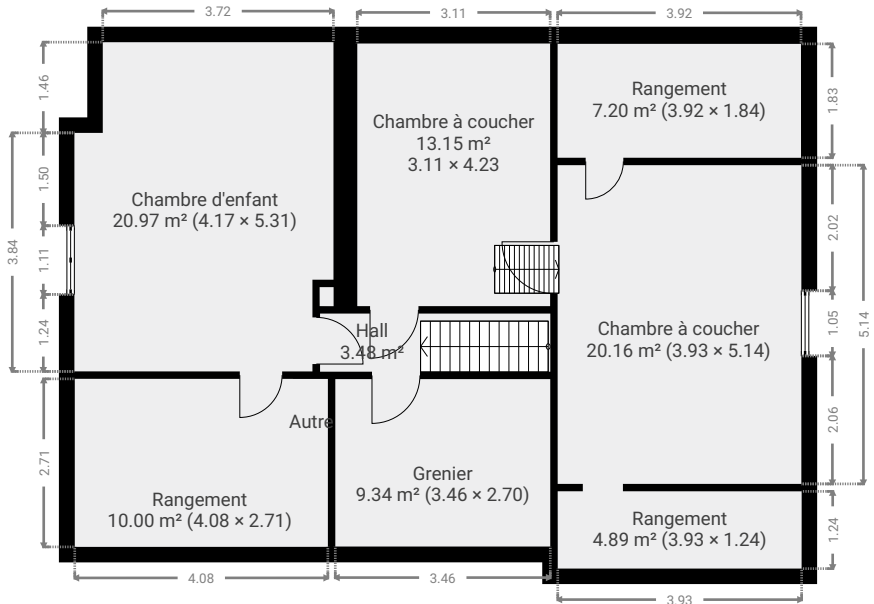 3.72
3.11
3.92
1.46
1.83
Rangement
7.20 m² (3.92 × 1.84)
Chambre à coucher
13.15 m²
3.11 × 4.23
1.50
Chambre d'enfant
20.97 m² (4.17 × 5.31)
3.84
1.11
2.02
1.24
Hall
3.48 m²
Chambre à coucher
20.16 m² (3.93 × 5.14)
1.05
5.14
Autre
2.06
2.71
Grenier
9.34 m² (3.46 × 2.70)
Rangement
10.00 m² (4.08 × 2.71)
Rangement
4.89 m² (3.93 × 1.24)
1.24
4.08
3.46
3.93